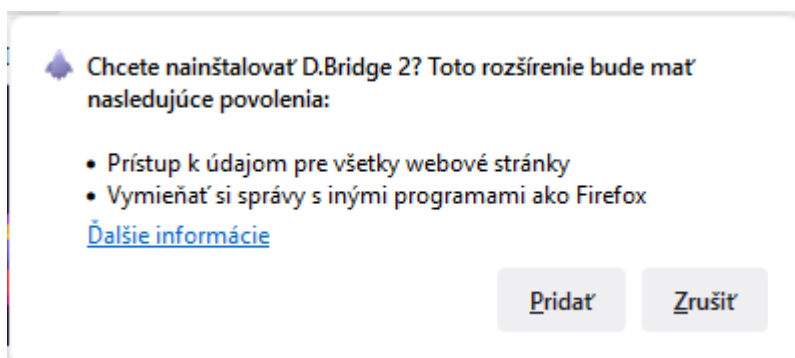 Chcete nainštalovať D.Bridge 2? Toto rozšírenie bude mať
nasledujúce povolenia:
• Prístup k údajom pre všetky webové stránky
• Vymieňať si správy s inými programami ako Firefox
Ďalšie informácie
Pridať Zrušiť